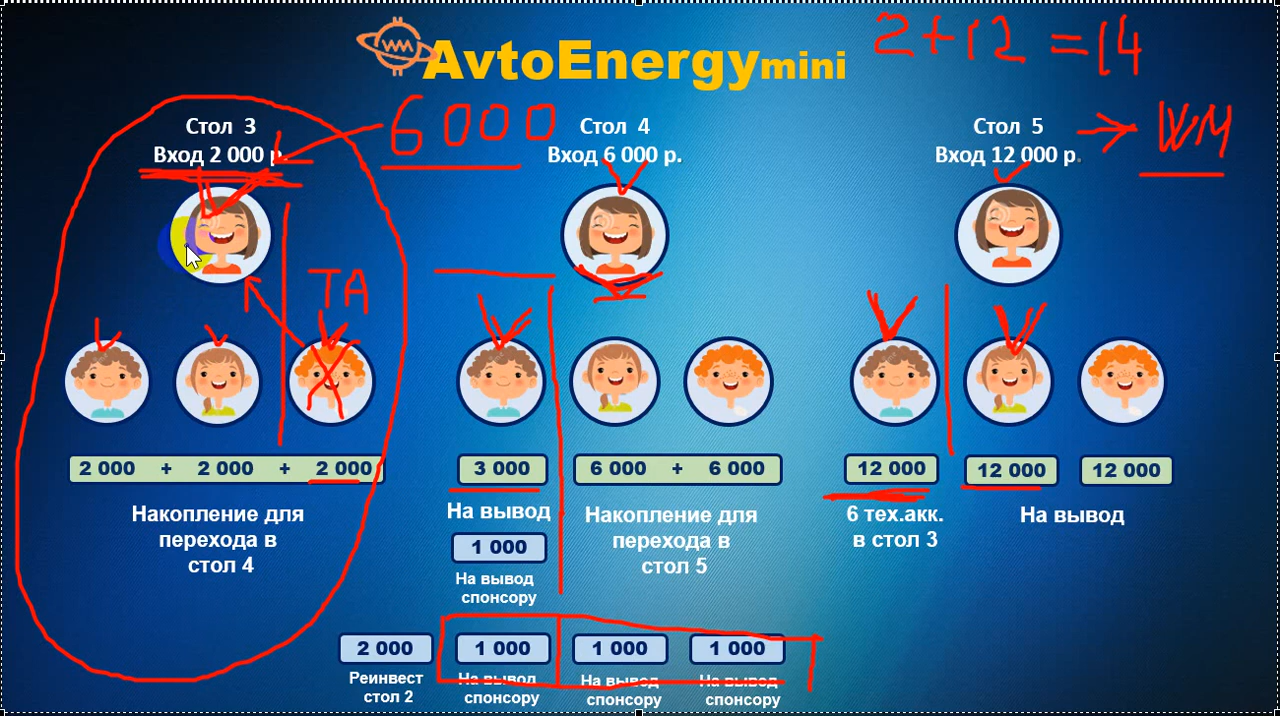 WM
AvtoEnergy mini
2+12=14
6000
Стол 3
Вход 2 000 р.
Стол 4
Вход 6 000 р.
Стол 5
Вход 12 000 р.
WM
ТА
2 000 + 2 000 + 2 000
Накопление для
перехода в
стол 4
3 000
На вывод
1 000
На вывод
спонсору
6 000 + 6 000
Накопление для
перехода в
стол 5
12 000
6 тех.акк.
в стол 3
12 000
12 000
На вывод
2 000
Реинвест
стол 2
1 000
На вывод
спонсору
1 000
На вывод
спонсору
1 000
На вывод
спонсору